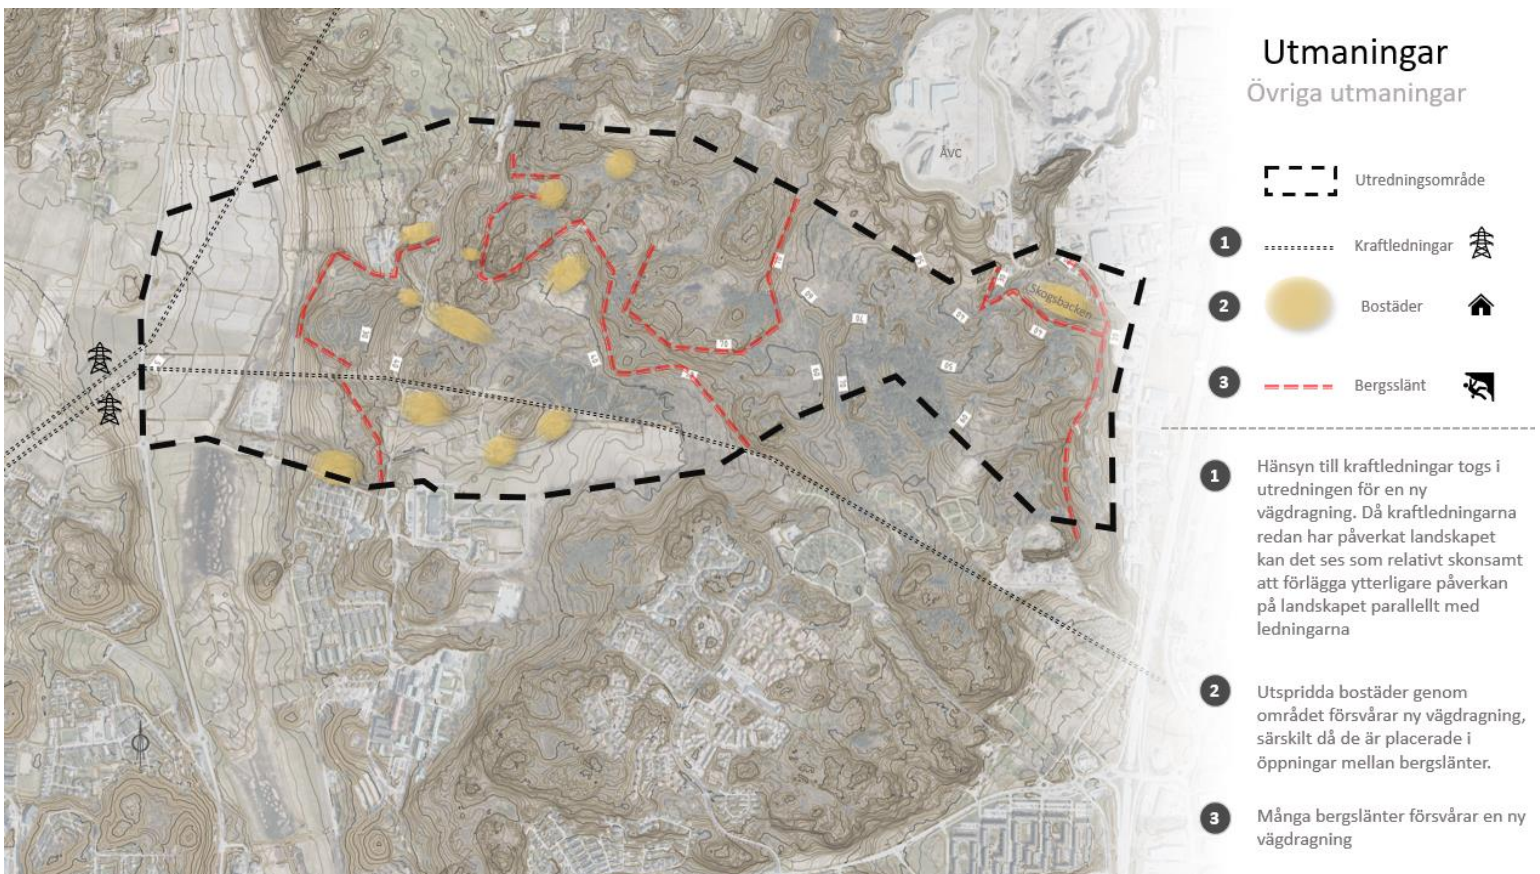 Utmaningar
Övriga utmaningar
Utredningsområde
1
Kraftledningar
2
Bostäder
3
Bergsslänt
1
Hänsyn till kraftledningar togs i
utredningen för en ny
vägdragning. Då kraftledningarna
redan har påverkat landskapet
kan det ses som relativt skonsamt
att förlägga ytterligare påverkan
på landskapet parallellt med
ledningarna
2
Utspridda bostäder genom
området försvårar ny vägdragning,
särskilt då de är placerade i
öppningar mellan bergslänter.
3
Många bergslänter försvårar en ny
vägdragning
ÅVC
Skogsbacken
70